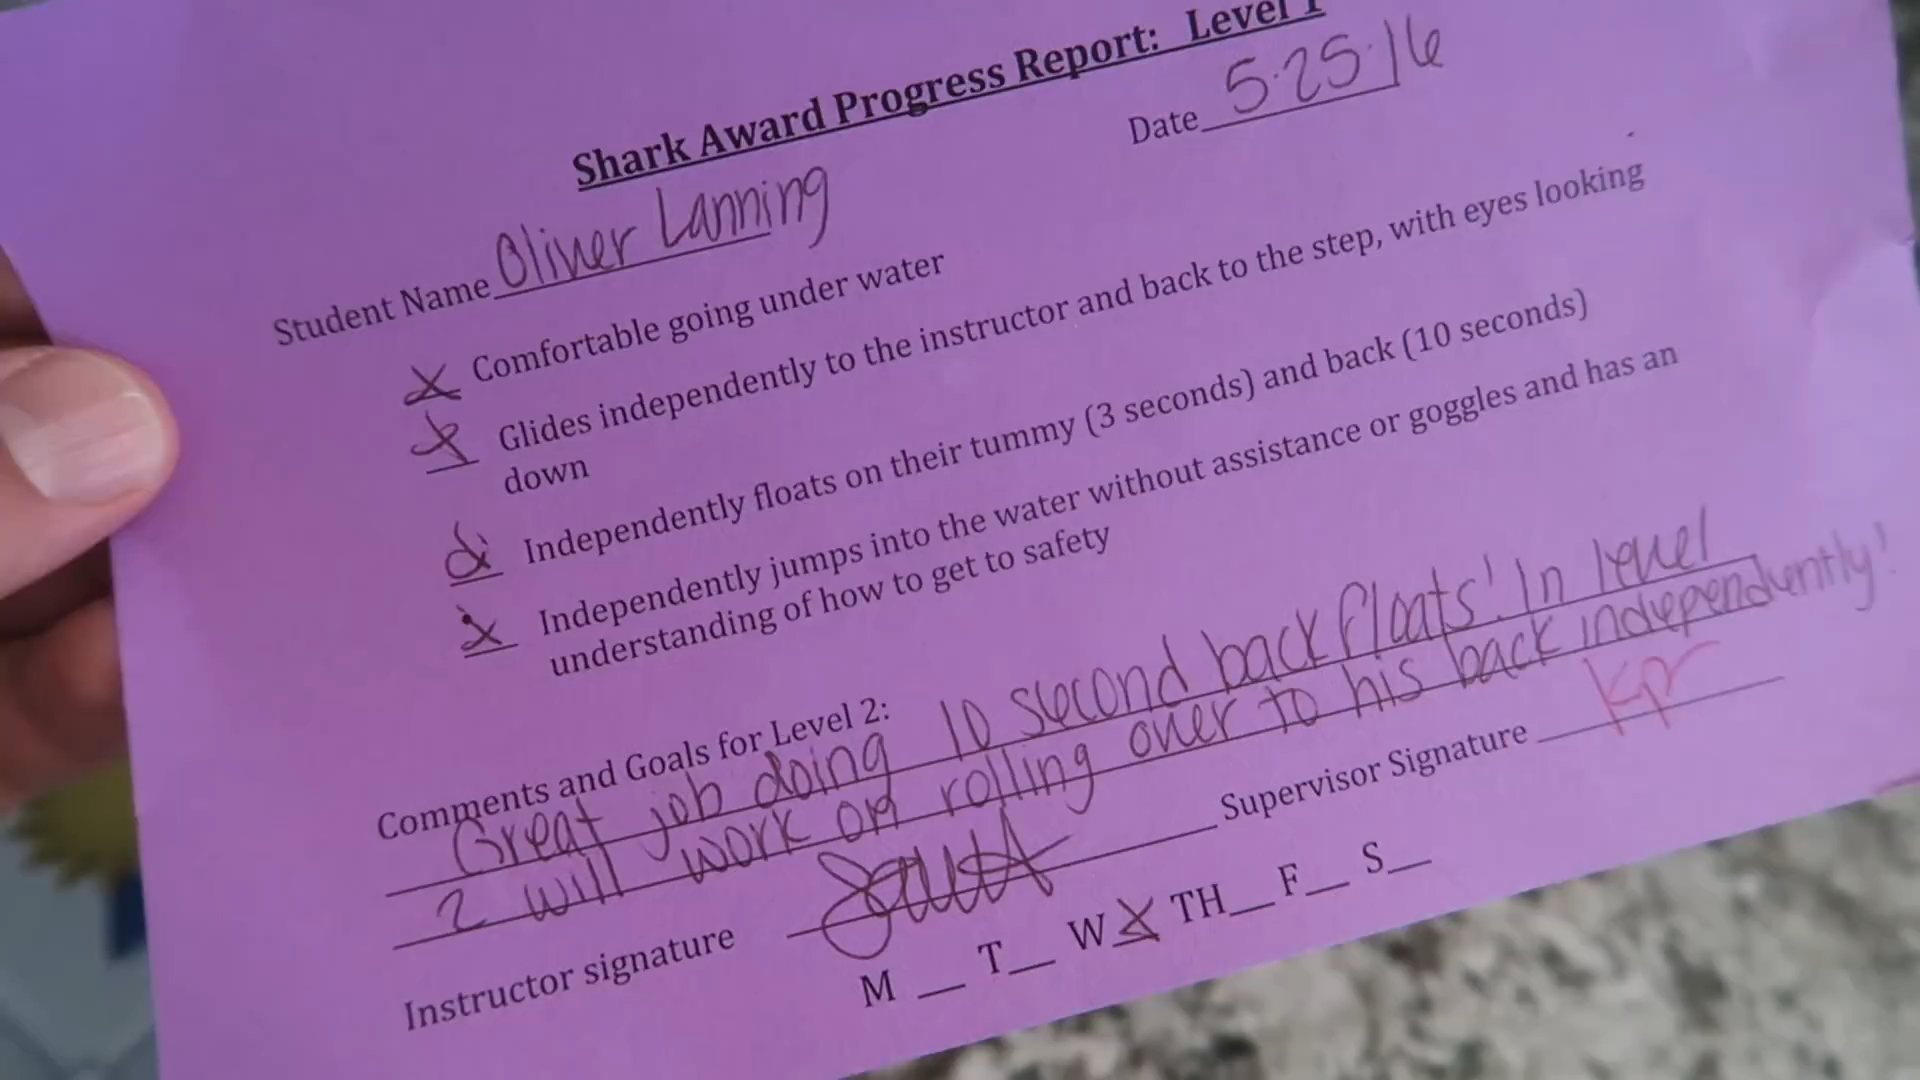 Shark Award Progress Report: Level 1
Date 5.25.16
Student Name Oliver Lanning
X Comfortable going under water
X Glides independently to the instructor and back to the step, with eyes looking
down
X Independently floats on their tummy (3 seconds) and back (10 seconds)
X Independently jumps into the water without assistance or goggles and has an
understanding of how to get to safety
Comments and Goals for Level 2:
Great job doing 10 second back floats! In level
2 will work on rolling over to his back independently!
Instructor signature Supervisor Signature Kpr
M __ T__ W X TH__ F__ S__